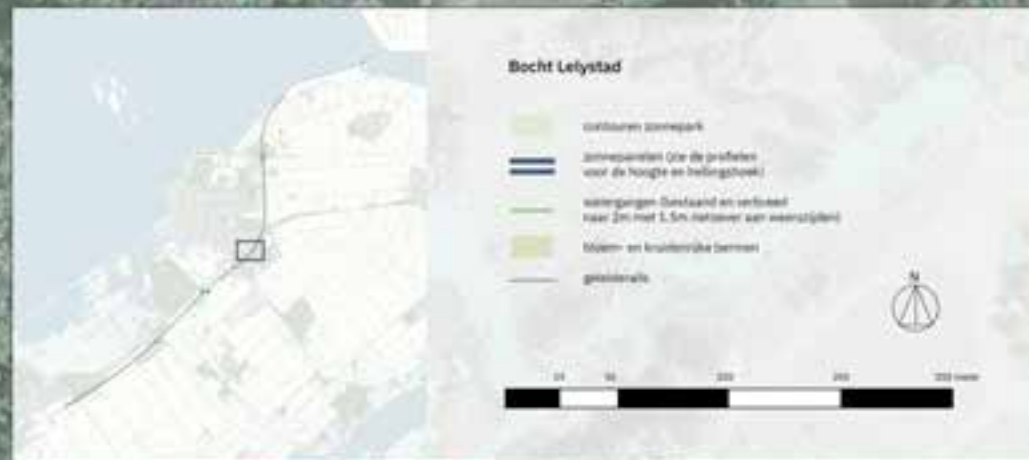 Bocht Lelystad
contouren zonnepark
zonnepanelen (zie de profielen
voor de hoogte en hellingshoek)
watergangen (bestaand en verbreed
naar 2m met 1,5m rietoever aan weerszijden)
bloem- en kruidenrijke bermen
geleiderails
N